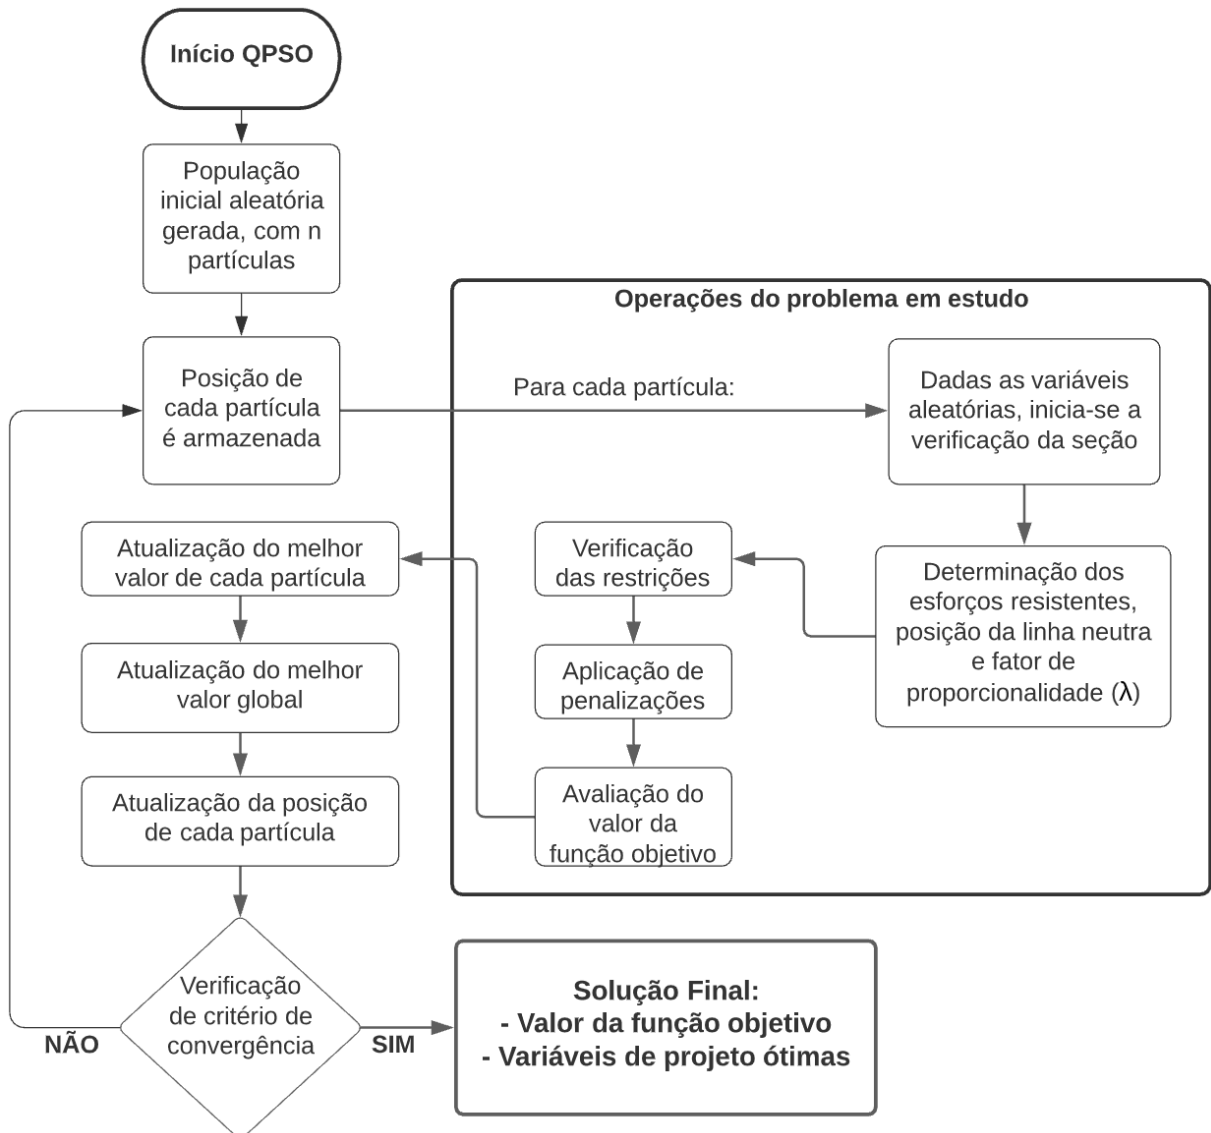 Início QPSO
População
inicial aleatória
gerada, com n
partículas
Posição de
cada partícula
é armazenada
Operações do problema em estudo
Para cada partícula:
Dadas as variáveis
aleatórias, inicia-se a
verificação da seção
Determinação dos
esforços resistentes,
posição da linha neutra
e fator de
proporcionalidade (λ)
Verificação
das restrições
Aplicação de
penalizações
Avaliação do
valor da
função objetivo
Atualização do melhor
valor de cada partícula
Atualização do melhor
valor global
Atualização da posição
de cada partícula
Verificação
de critério de
convergência
NÃO
SIM
Solução Final:
- Valor da função objetivo
- Variáveis de projeto ótimas